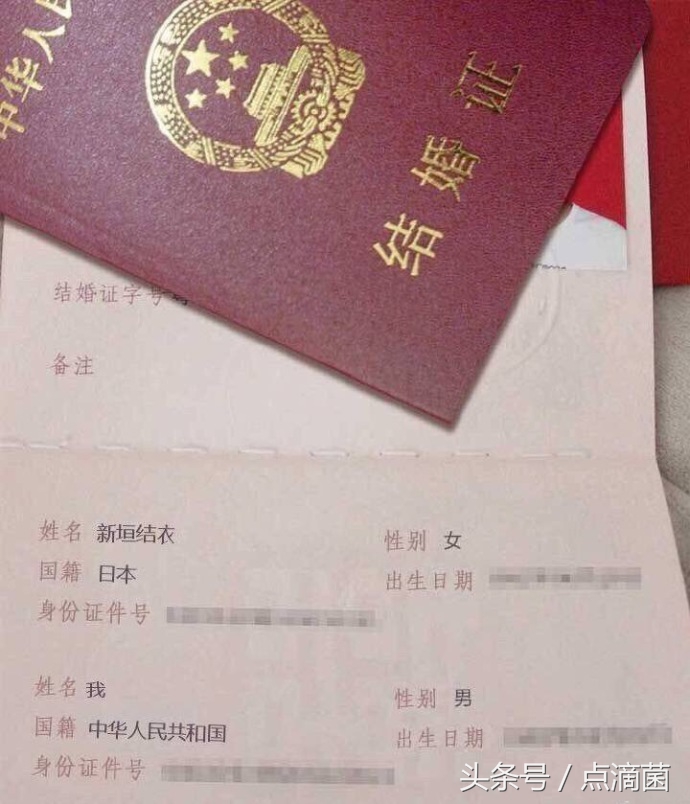 中华人民
结婚证
结婚证字号
备注
姓名 新垣结衣 性别 女
国籍 日本 出生日期
身份证件号
姓名 我 性别 男
国籍 中华人民共和国 出生日期
身份证件号
头条号 / 点滴菌